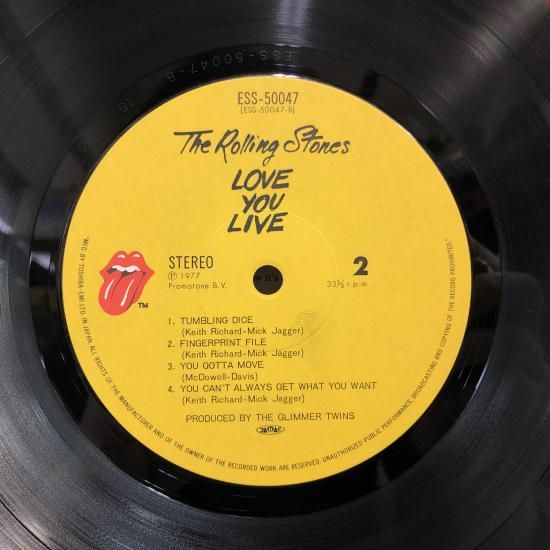 ESS-50047-B
ESS-50047
(ESS-50047-B)
The Rolling Stones
LOVE
YOU
LIVE
STEREO
℗ 1977
Promotone B.V.
2
33⅓ r.p.m.
TM
1. TUMBLING DICE
(Keith Richard-Mick Jagger)
2. FINGERPRINT FILE
(Keith Richard-Mick Jagger)
3. YOU GOTTA MOVE
(McDowell-Davis)
4. YOU CAN'T ALWAYS GET WHAT YOU WANT
(Keith Richard-Mick Jagger)
PRODUCED BY THE GLIMMER TWINS
JASRAC
"MFD BY TOSHIBA-EMI LTD. IN JAPAN ALL RIGHTS OF THE MANUFACTURER AND OF THE OWNER OF THE RECORDED WORK ARE RESERVED. UNAUTHORIZED PUBLIC PERFORMANCE, BROADCASTING AND COPYING OF THE RECORD PROHIBITED."